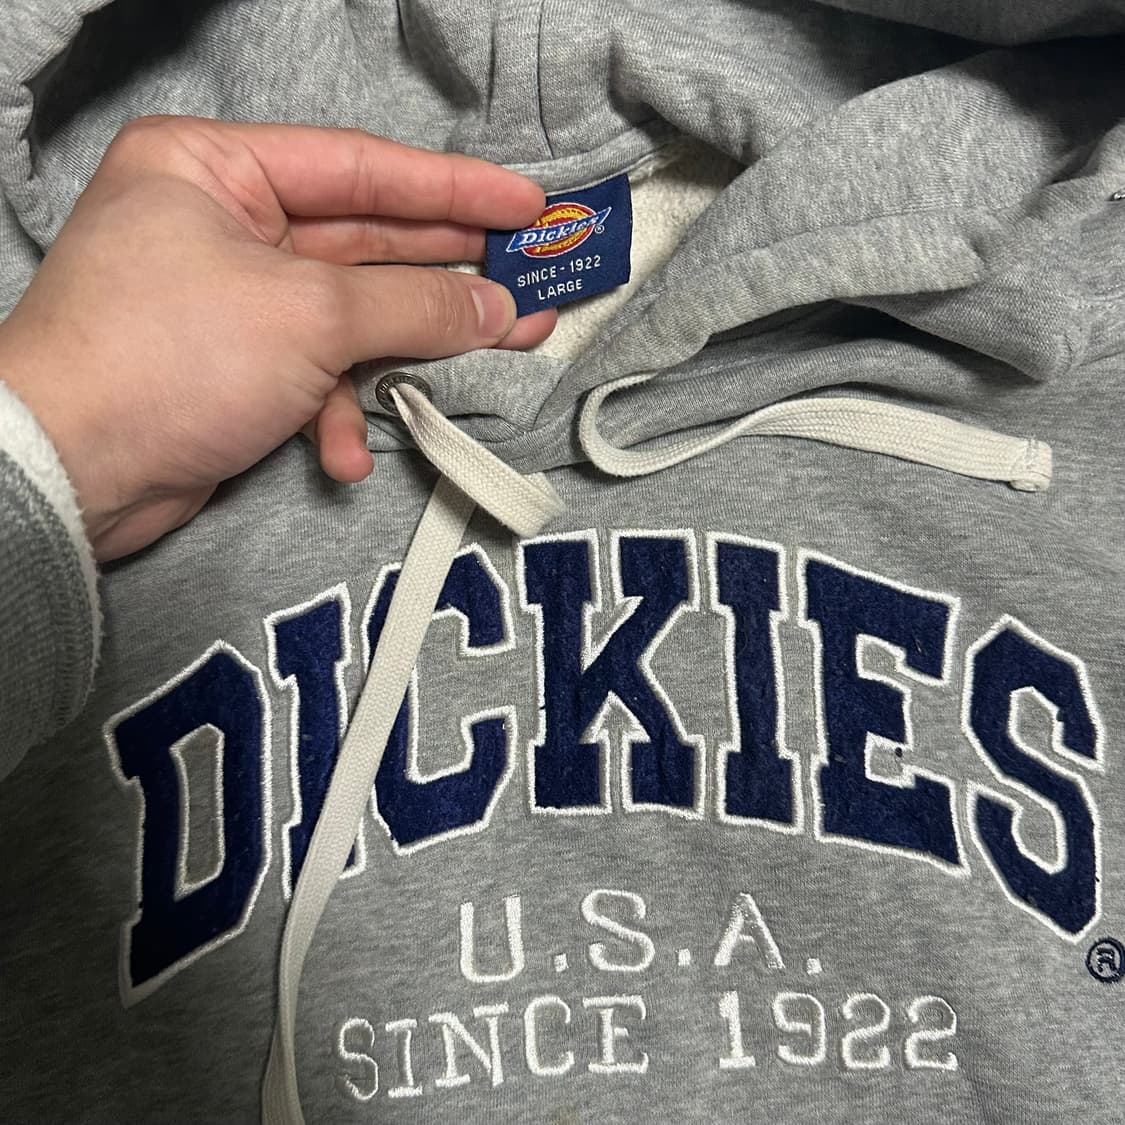 Dickies®
SINCE-1922
LARGE
DICKIES®
U.S.A.
SINCE 1922